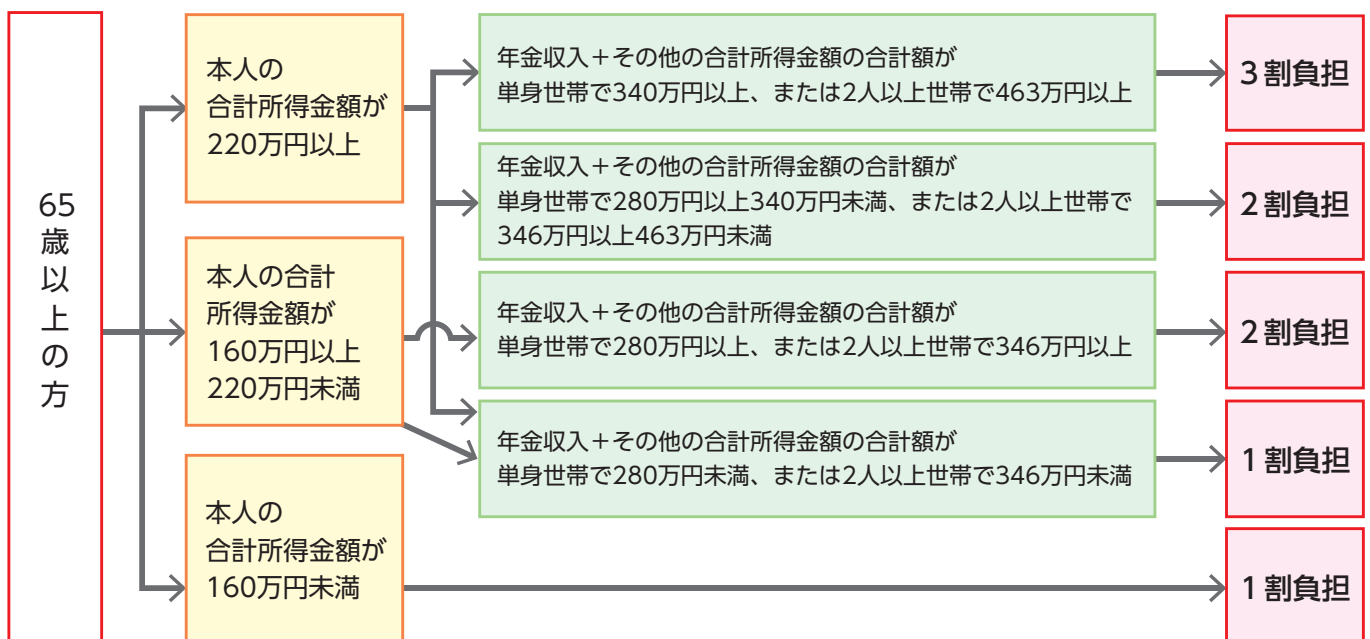 65歳以上の方
本人の
合計所得金額が
220万円以上
年金収入＋その他の合計所得金額の合計額が
単身世帯で340万円以上、または2人以上世帯で463万円以上
3割負担
年金収入＋その他の合計所得金額の合計額が
単身世帯で280万円以上340万円未満、または2人以上世帯で
346万円以上463万円未満
2割負担
本人の合計
所得金額が
160万円以上
220万円未満
年金収入＋その他の合計所得金額の合計額が
単身世帯で280万円以上、または2人以上世帯で346万円以上
2割負担
年金収入＋その他の合計所得金額の合計額が
単身世帯で280万円未満、または2人以上世帯で346万円未満
1割負担
本人の
合計所得金額が
160万円未満
1割負担